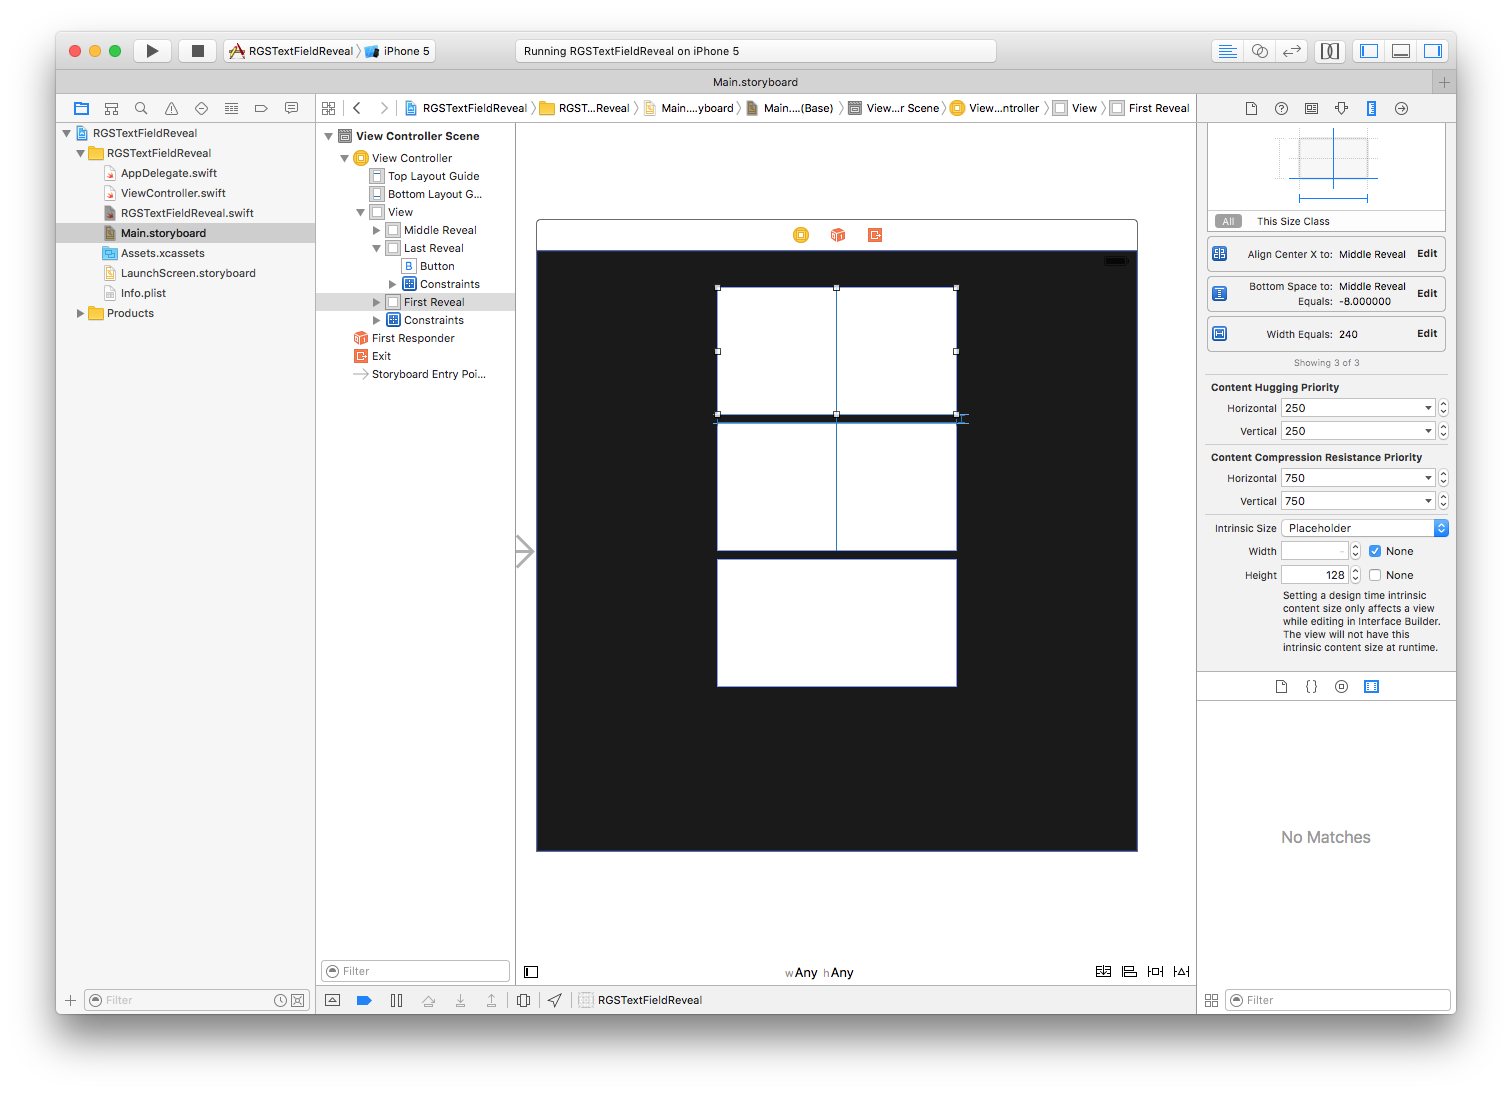 RGSTextFieldReveal iPhone 5
Running RGSTextFieldReveal on iPhone 5
Main.storyboard
RGSTextFieldReveal RGST...Reveal Main....yboard Main....(Base) View...r Scene View...ntroller View First Reveal
RGSTextFieldReveal
RGSTextFieldReveal
AppDelegate.swift
ViewController.swift
RGSTextFieldReveal.swift
Main.storyboard
Assets.xcassets
LaunchScreen.storyboard
Info.plist
Products
Filter
View Controller Scene
View Controller
Top Layout Guide
Bottom Layout G...
View
Middle Reveal
Last Reveal
B Button
Constraints
First Reveal
Constraints
First Responder
Exit
Storyboard Entry Poi...
Filter
wAny hAny
RGSTextFieldReveal
All This Size Class
Align Center X to: Middle Reveal Edit
Bottom Space to: Middle Reveal
Equals: -8.000000 Edit
Width Equals: 240 Edit
Showing 3 of 3
Content Hugging Priority
Horizontal 250
Vertical 250
Content Compression Resistance Priority
Horizontal 750
Vertical 750
Intrinsic Size Placeholder
Width - None
Height 128 None
Setting a design time intrinsic
content size only affects a view
while editing in Interface Builder.
The view will not have this
intrinsic content size at runtime.
{ }
No Matches
Filter